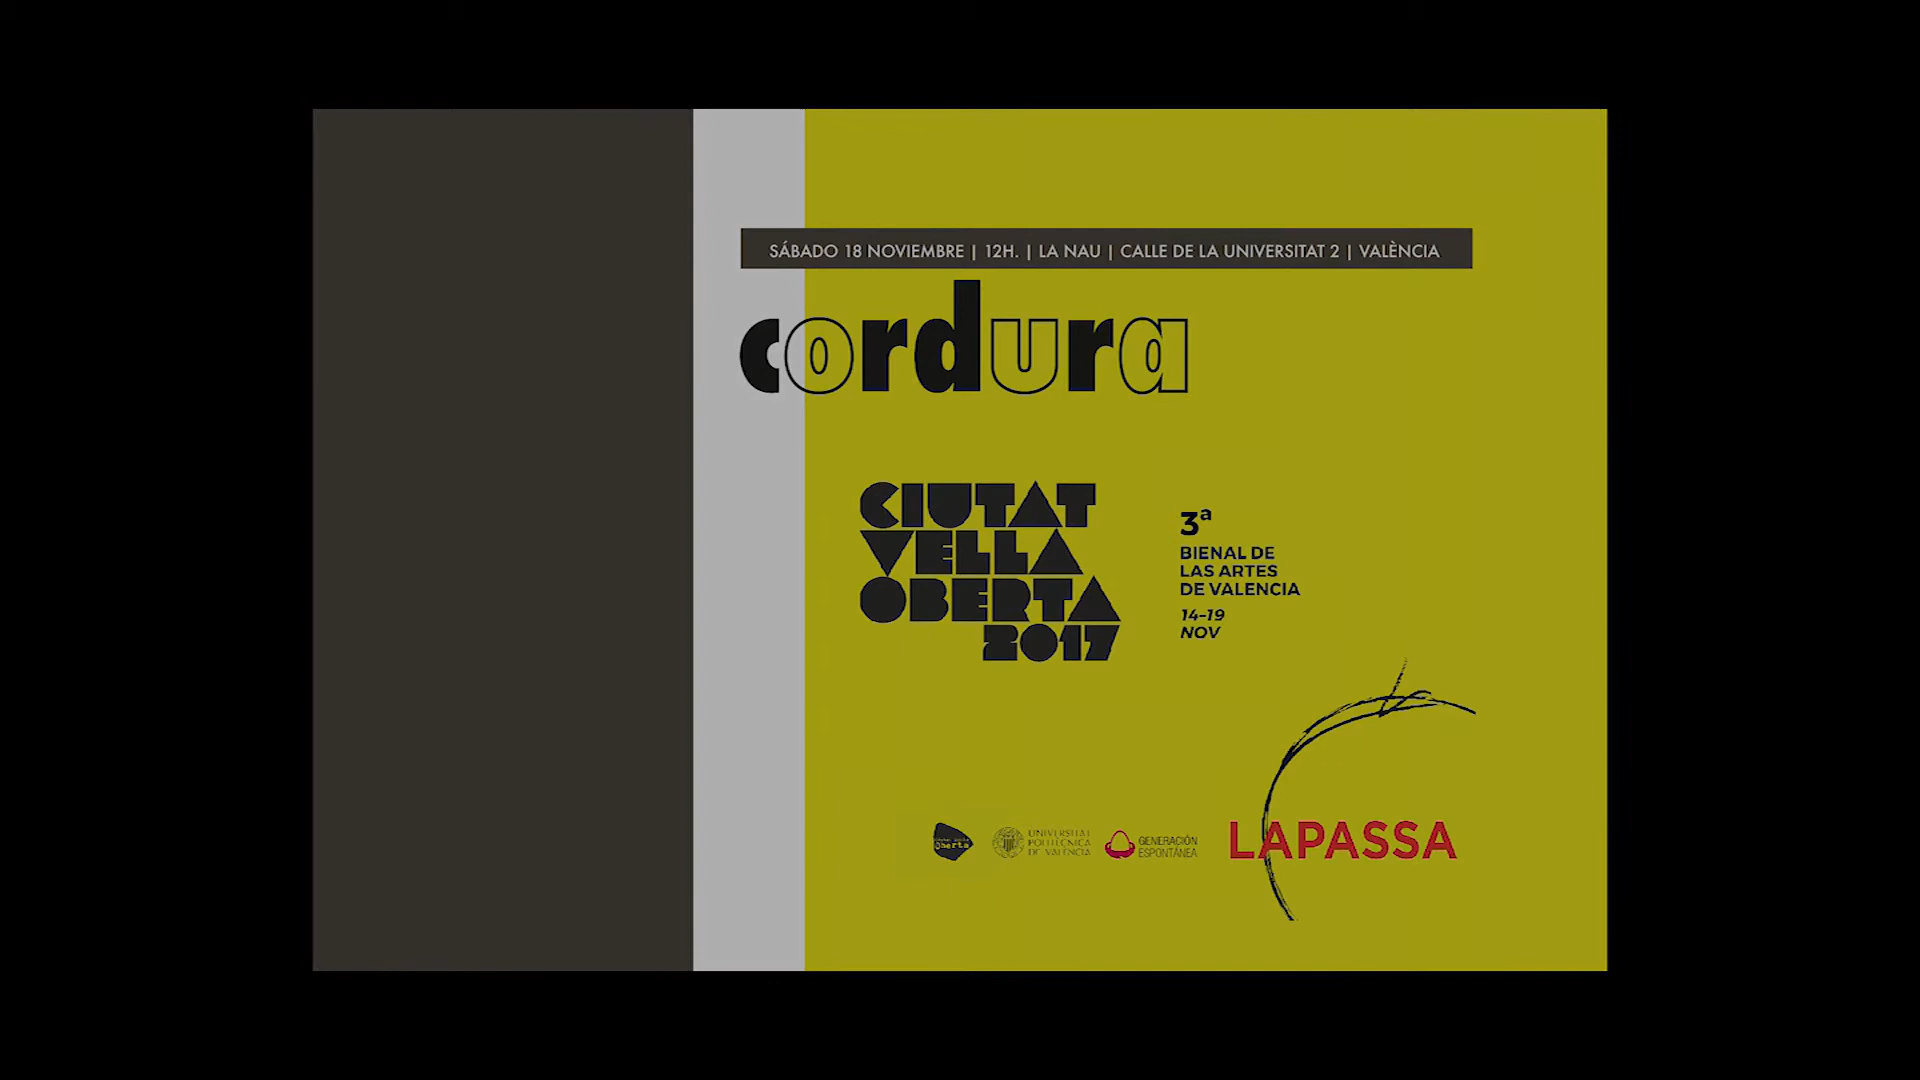 SÁBADO 18 NOVIEMBRE | 12H. | LA NAU | CALLE DE LA UNIVERSITAT 2 | VALÈNCIA
cordura
CIUTAT
VELLA
OBERTA
2017
3ª
BIENAL DE
LAS ARTES
DE VALENCIA
14-19
NOV
Oberta
UNIVERSITAT
POLITÈCNICA
DE VALÈNCIA
GENERACIÓN
ESPONTÁNEA
LAPASSA